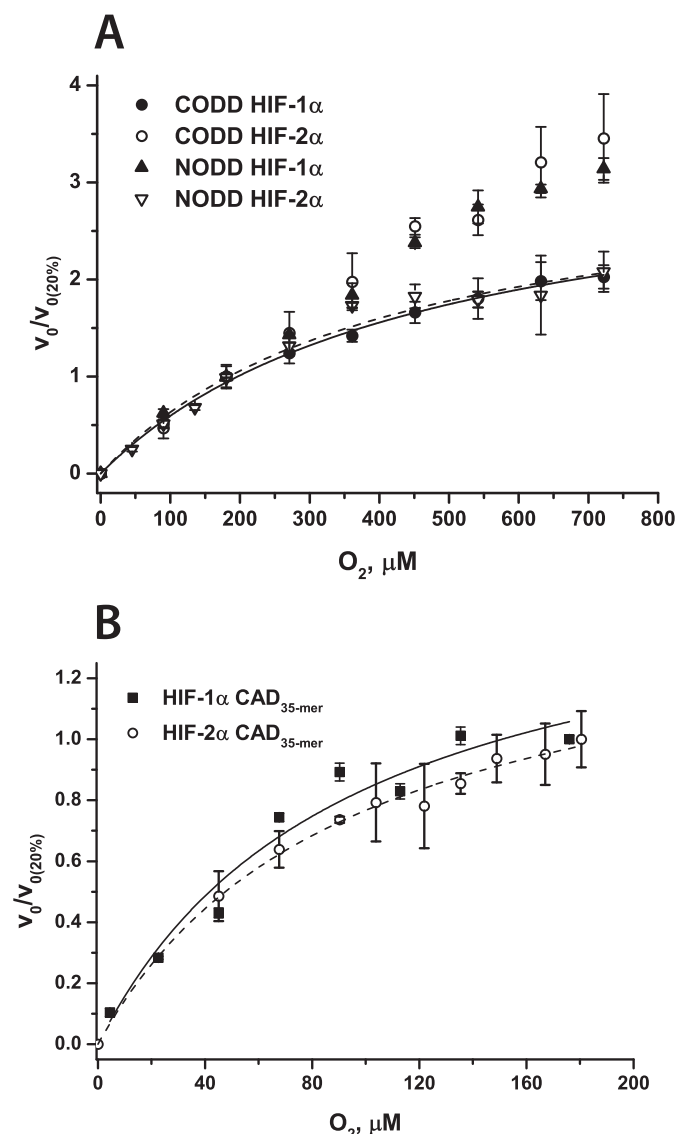 A
4
3
2
1
0
v0/v0(20%)
CODD HIF-1α
CODD HIF-2α
NODD HIF-1α
NODD HIF-2α
0 100 200 300 400 500 600 700 800
O2, μM
B
1.2
1.0
0.8
0.6
0.4
0.2
0.0
v0/v0(20%)
HIF-1α CAD35-mer
HIF-2α CAD35-mer
0 40 80 120 160 200
O2, μM